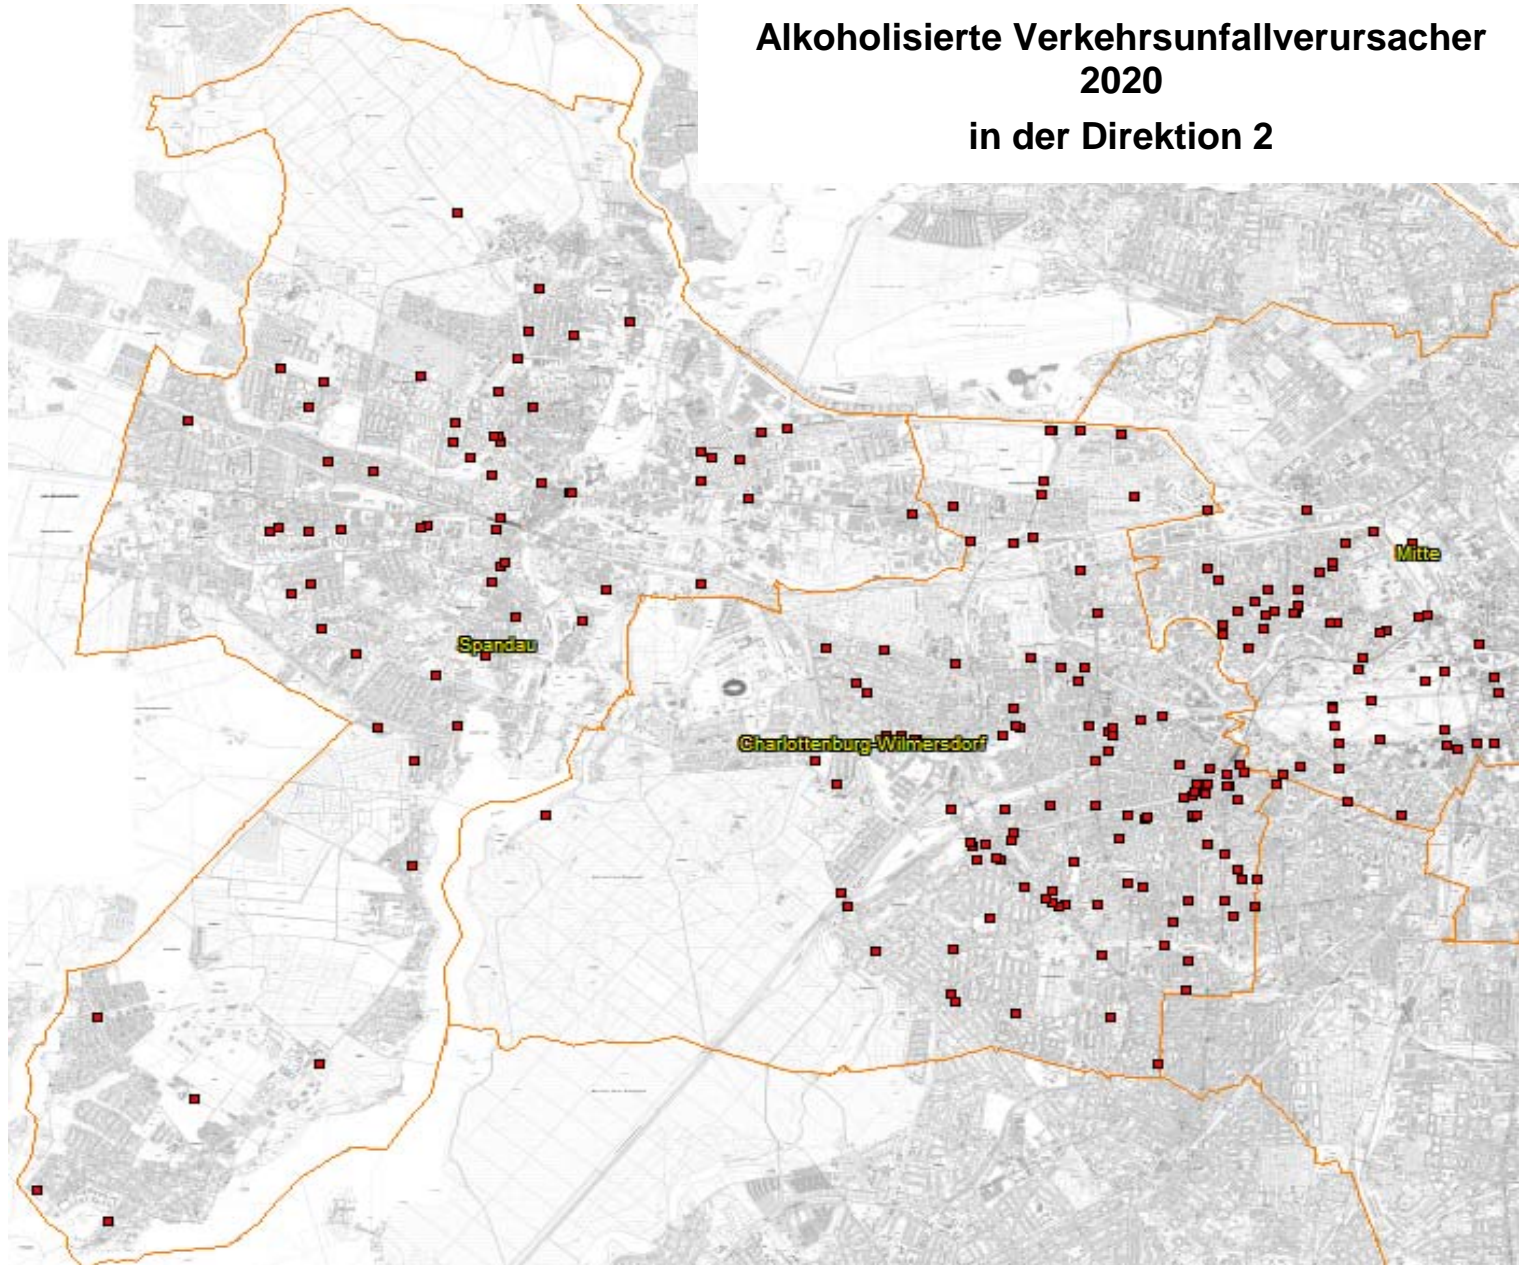 Alkoholisierte Verkehrsunfallverursacher
2020
in der Direktion 2
Mitte
Spandau
Charlottenburg-Wilmersdorf